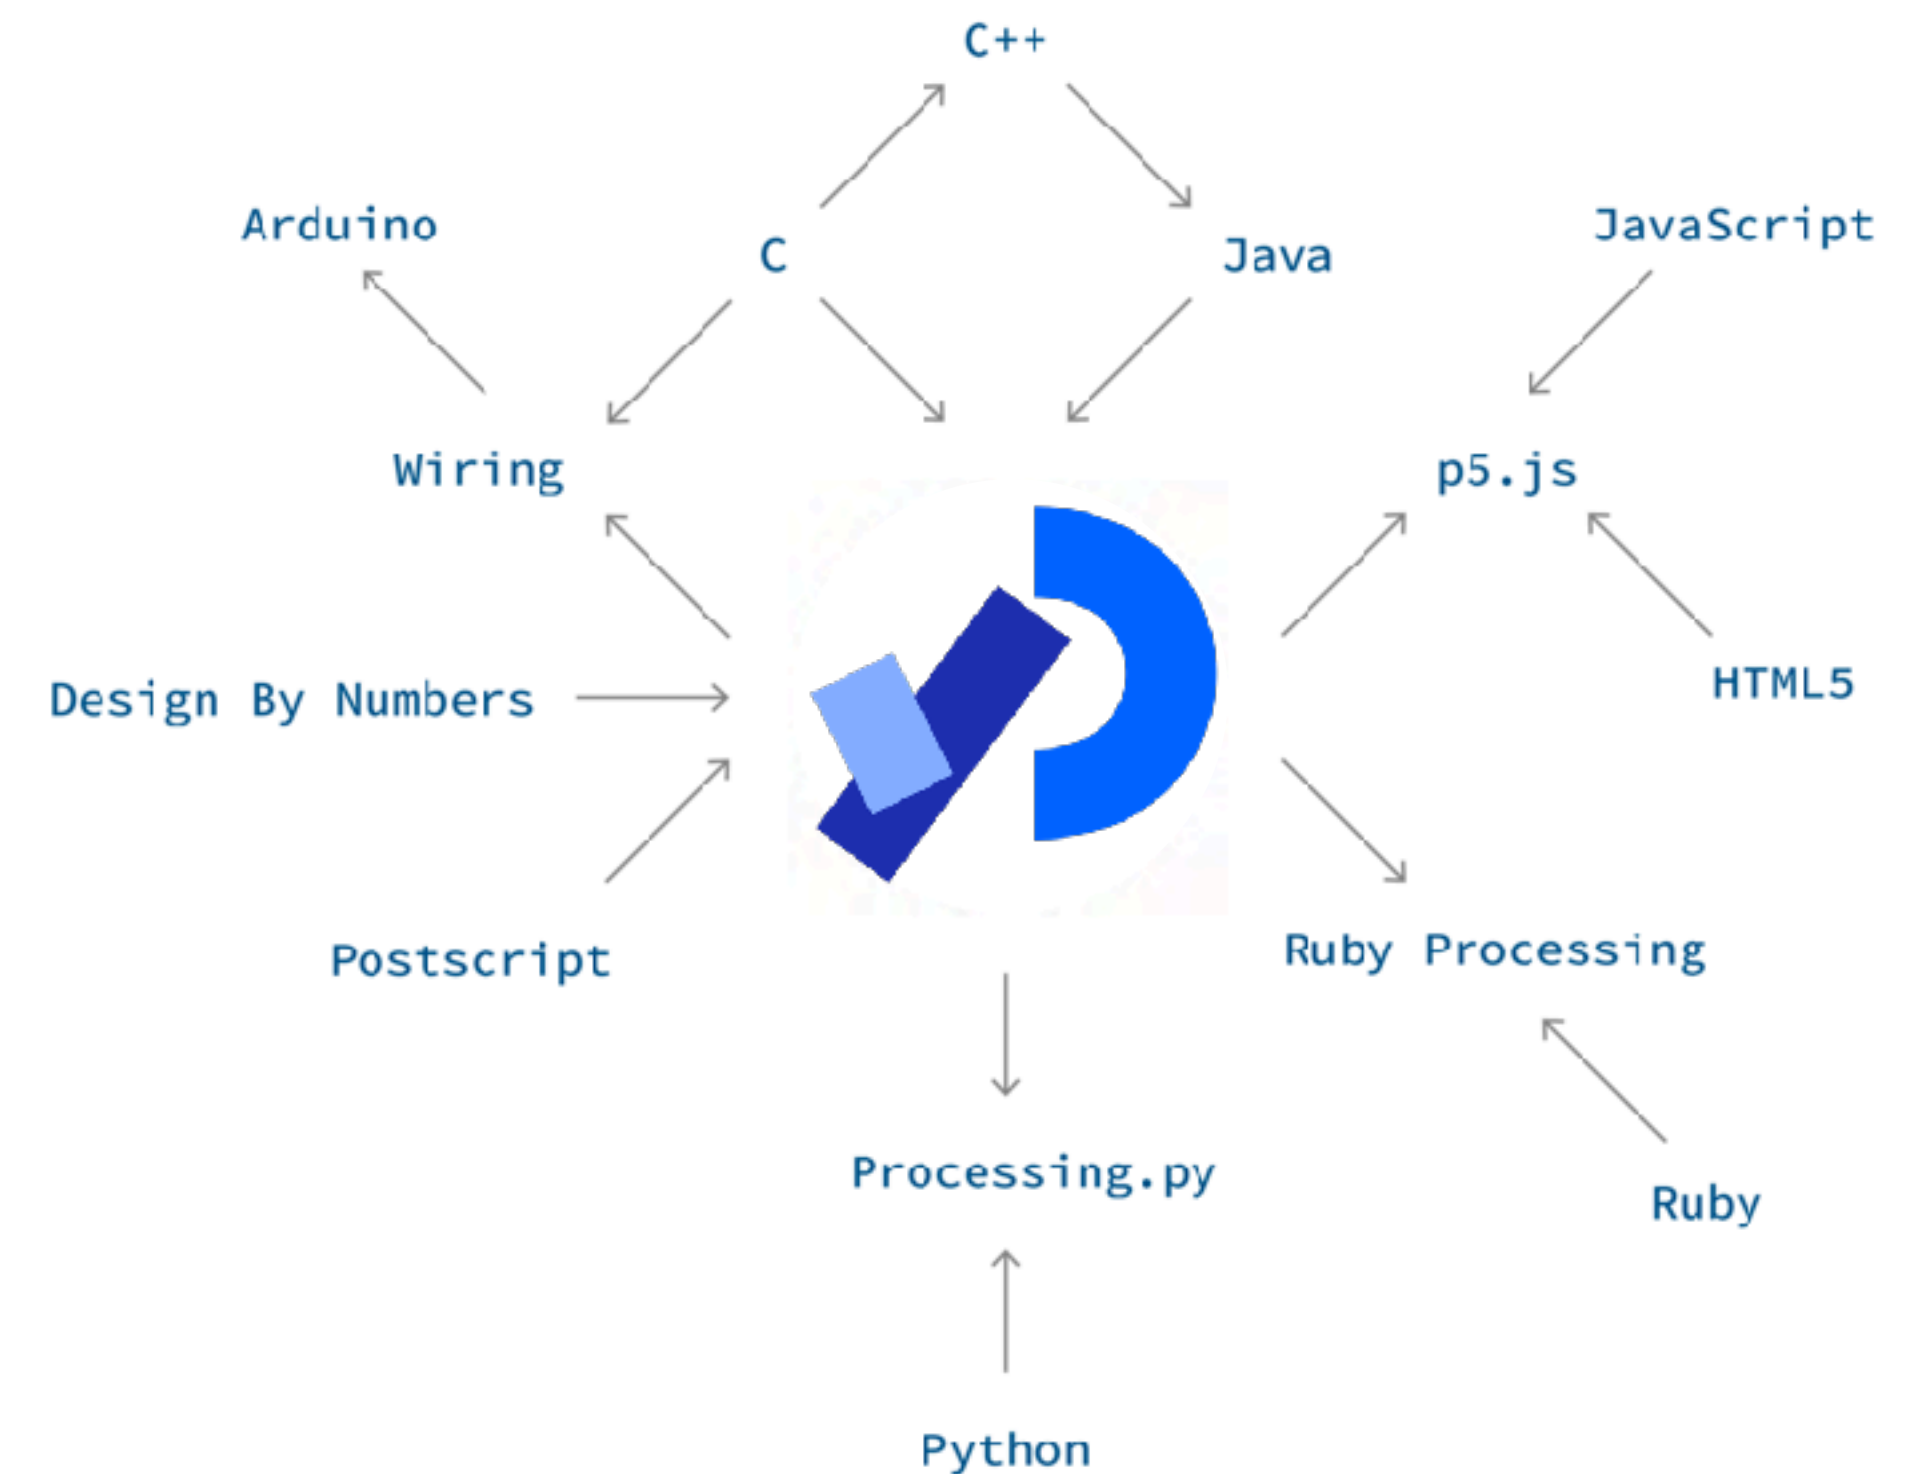 C++
Arduino
C
Java
JavaScript
Wiring
p5.js
Design By Numbers
HTML5
Postscript
Ruby Processing
Processing.py
Ruby
Python